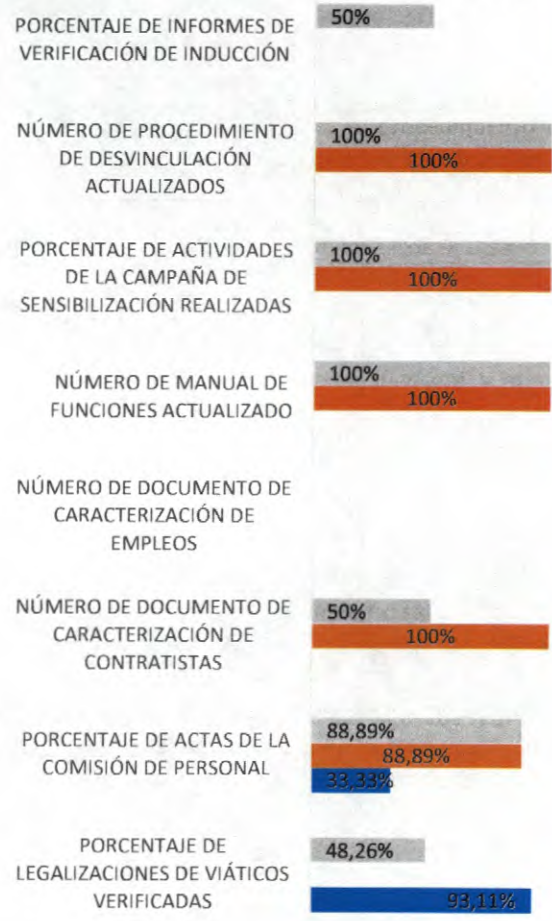 PORCENTAJE DE INFORMES DE
VERIFICACIÓN DE INDUCCIÓN
50%
NÚMERO DE PROCEDIMIENTO
DE DESVINCULACIÓN
ACTUALIZADOS
100%
100%
PORCENTAJE DE ACTIVIDADES
DE LA CAMPAÑA DE
SENSIBILIZACIÓN REALIZADAS
100%
100%
NÚMERO DE MANUAL DE
FUNCIONES ACTUALIZADO
100%
100%
NÚMERO DE DOCUMENTO DE
CARACTERIZACIÓN DE
EMPLEOS
NÚMERO DE DOCUMENTO DE
CARACTERIZACIÓN DE
CONTRATISTAS
50%
100%
PORCENTAJE DE ACTAS DE LA
COMISIÓN DE PERSONAL
88,89%
88,89%
33,33%
PORCENTAJE DE
LEGALIZACIONES DE VIÁTICOS
VERIFICADAS
48,26%
93,11%